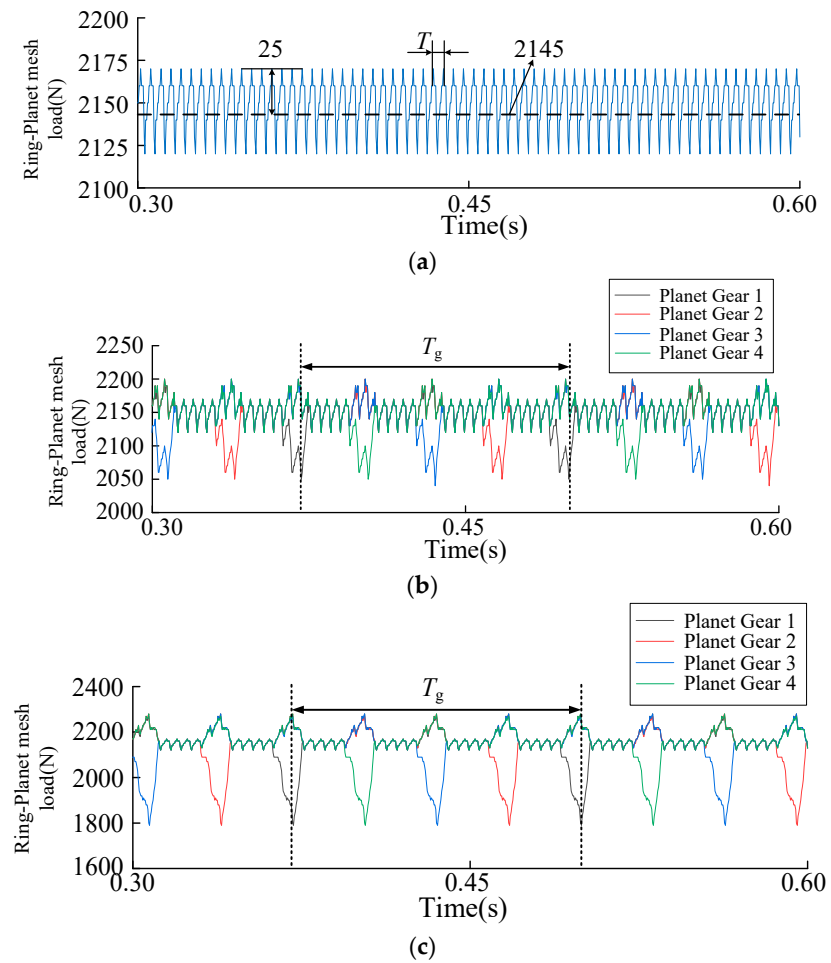 25
T
2145
2200
2175
2150
2125
2100
Ring-Planet mesh
load(N)
0.30
0.45
0.60
Time(s)
(a)
Planet Gear 1
Planet Gear 2
Planet Gear 3
Planet Gear 4
Tg
2250
2200
2150
2100
2050
2000
Ring-Planet mesh
load(N)
0.30
0.45
0.60
Time(s)
(b)
Planet Gear 1
Planet Gear 2
Planet Gear 3
Planet Gear 4
Tg
2400
2200
2000
1800
1600
Ring-Planet mesh
load(N)
0.30
0.45
0.60
Time(s)
(c)